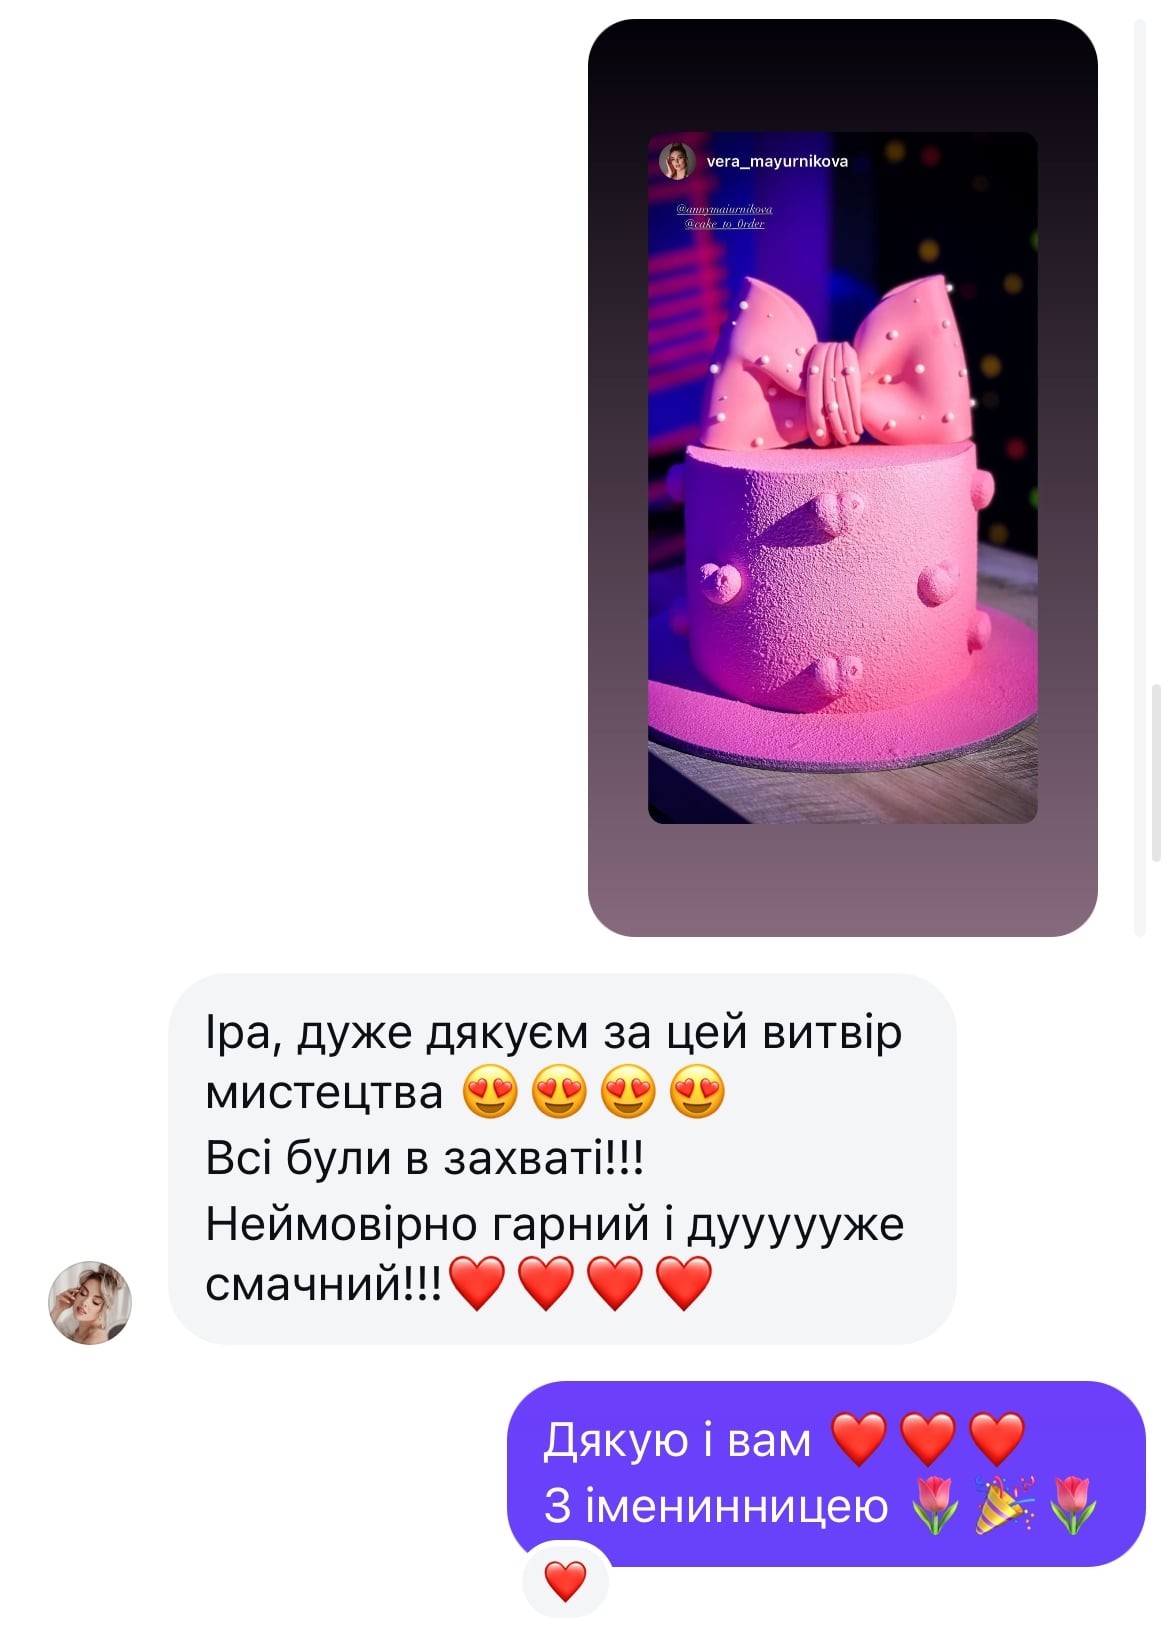 vera_mayurnikova
@annymaiurnikova
@cake_to_0rder
Іра, дуже дякуєм за цей витвір
мистецтва 😍😍😍😍
Всі були в захваті!!!
Неймовірно гарний і дуууууже
смачний!!!❤️❤️❤️❤️
Дякую і вам ❤️❤️❤️
З іменинницею 🌷🎉🌷
❤️